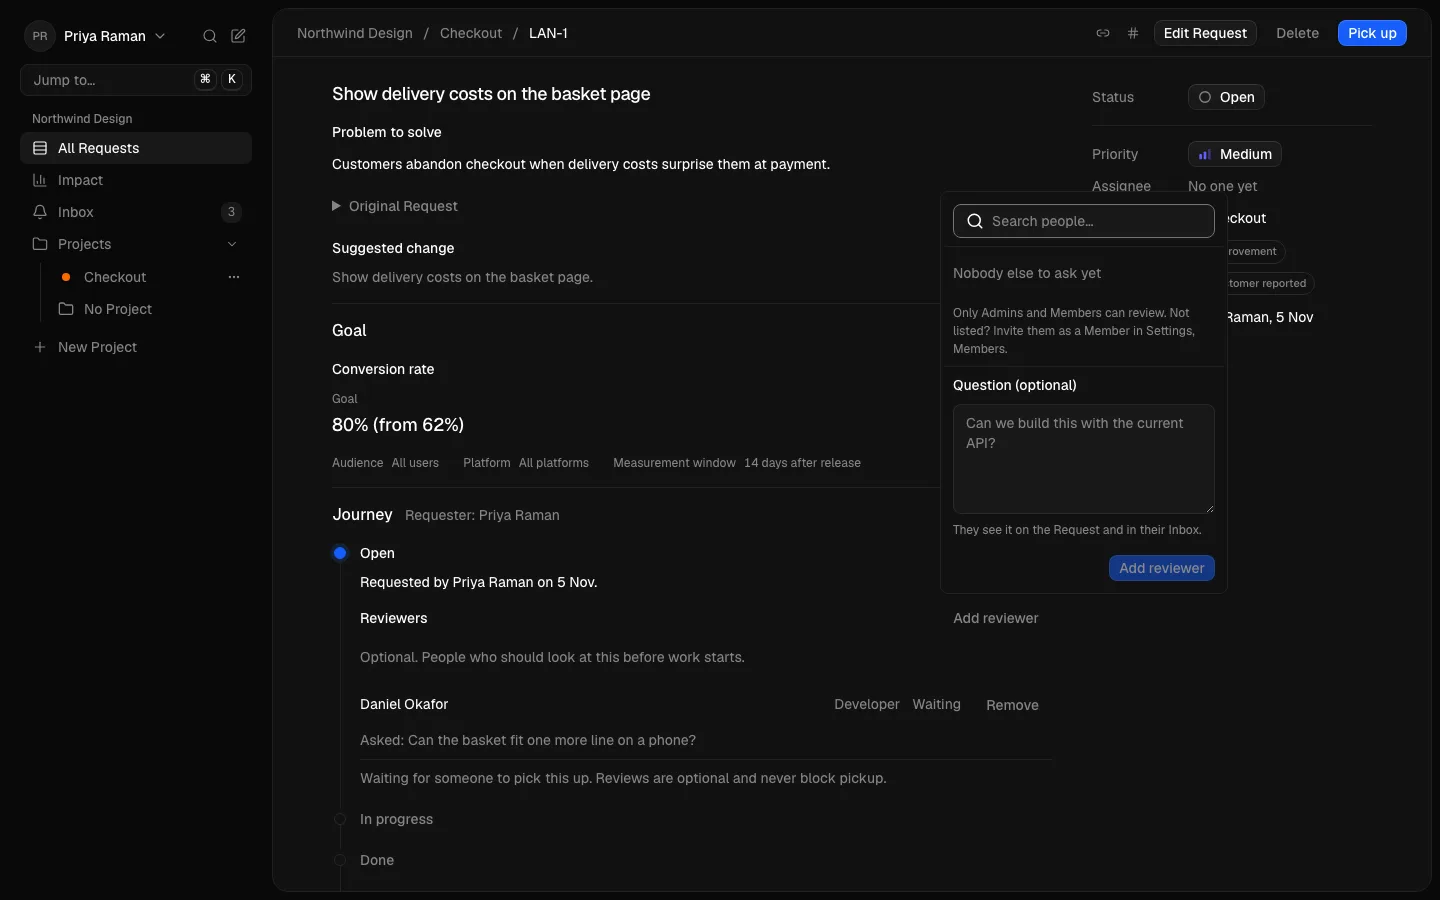 PR Priya Raman
Jump to... ⌘ K
Northwind Design
All Requests
Impact
Inbox 3
Projects
Checkout ...
No Project
New Project
Northwind Design / Checkout / LAN-1
# Edit Request Delete Pick up
Show delivery costs on the basket page
Problem to solve
Customers abandon checkout when delivery costs surprise them at payment.
Original Request
Suggested change
Show delivery costs on the basket page.
Goal
Conversion rate
Goal
80% (from 62%)
Audience All users Platform All platforms Measurement window 14 days after release
Journey Requester: Priya Raman
Open
Requested by Priya Raman on 5 Nov.
Reviewers Add reviewer
Optional. People who should look at this before work starts.
Daniel Okafor Developer Waiting Remove
Asked: Can the basket fit one more line on a phone?
Waiting for someone to pick this up. Reviews are optional and never block pickup.
In progress
Done
Status Open
Priority Medium
Assignee No one yet
Raman, 5 Nov
Search people...
Nobody else to ask yet
Only Admins and Members can review. Not
listed? Invite them as a Member in Settings,
Members.
Question (optional)
Can we build this with the current
API?
They see it on the Request and in their Inbox.
Add reviewer